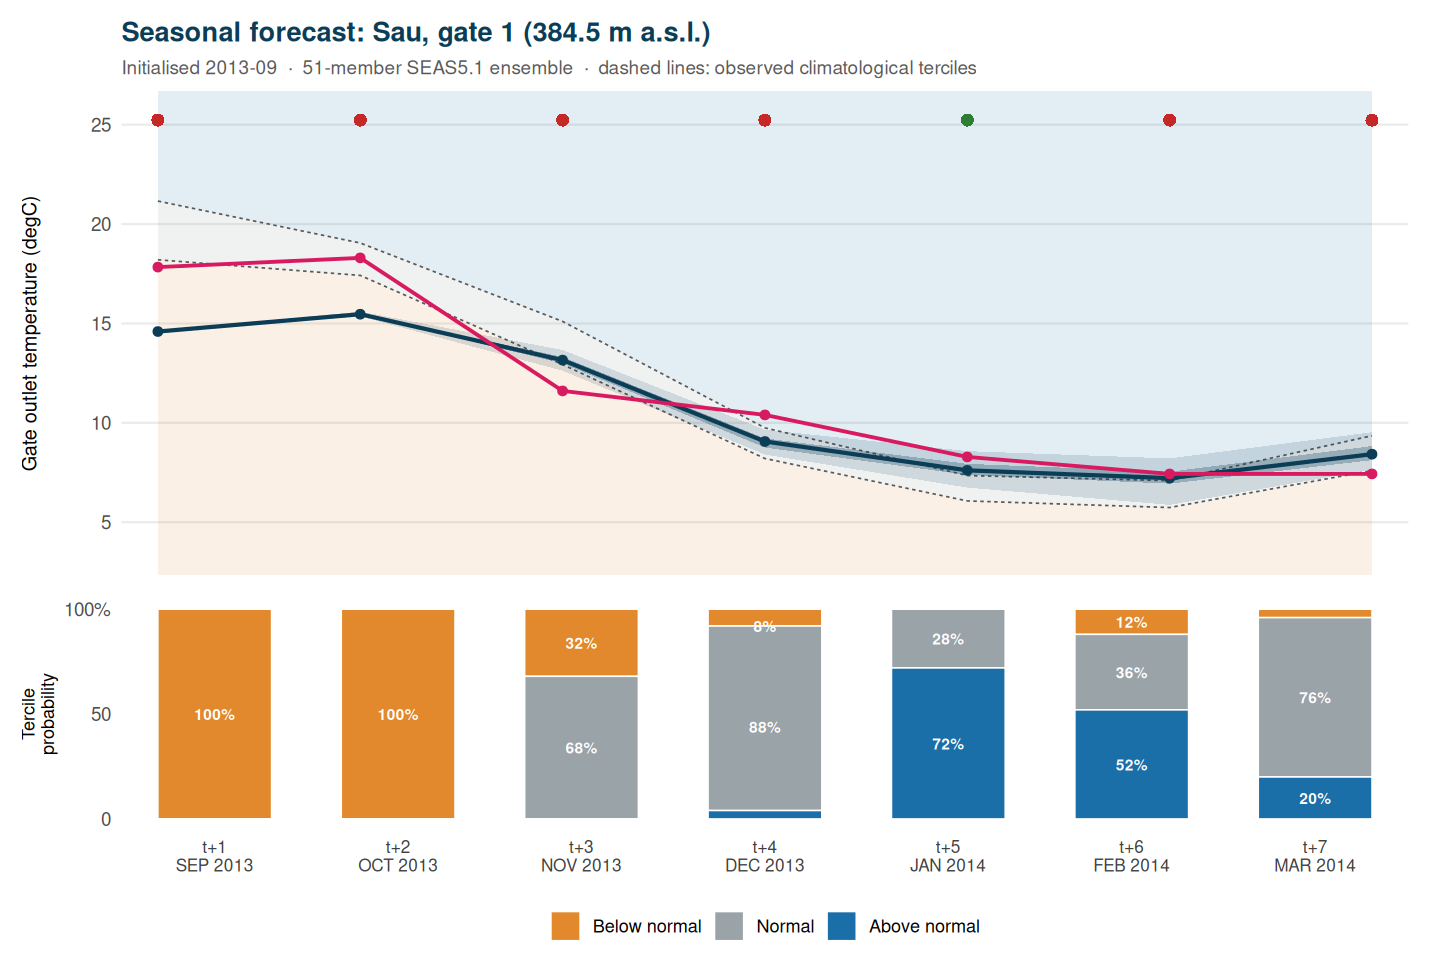 Seasonal forecast: Sau, gate 1 (384.5 m a.s.l.)
Initialised 2013-09 · 51-member SEAS5.1 ensemble · dashed lines: observed climatological terciles
Gate outlet temperature (degC)
25
20
15
10
5
Tercile
probability
100%
50
0
100%
100%
32%
68%
8%
88%
28%
72%
12%
36%
52%
76%
20%
t+1
SEP 2013
t+2
OCT 2013
t+3
NOV 2013
t+4
DEC 2013
t+5
JAN 2014
t+6
FEB 2014
t+7
MAR 2014
Below normal
Normal
Above normal